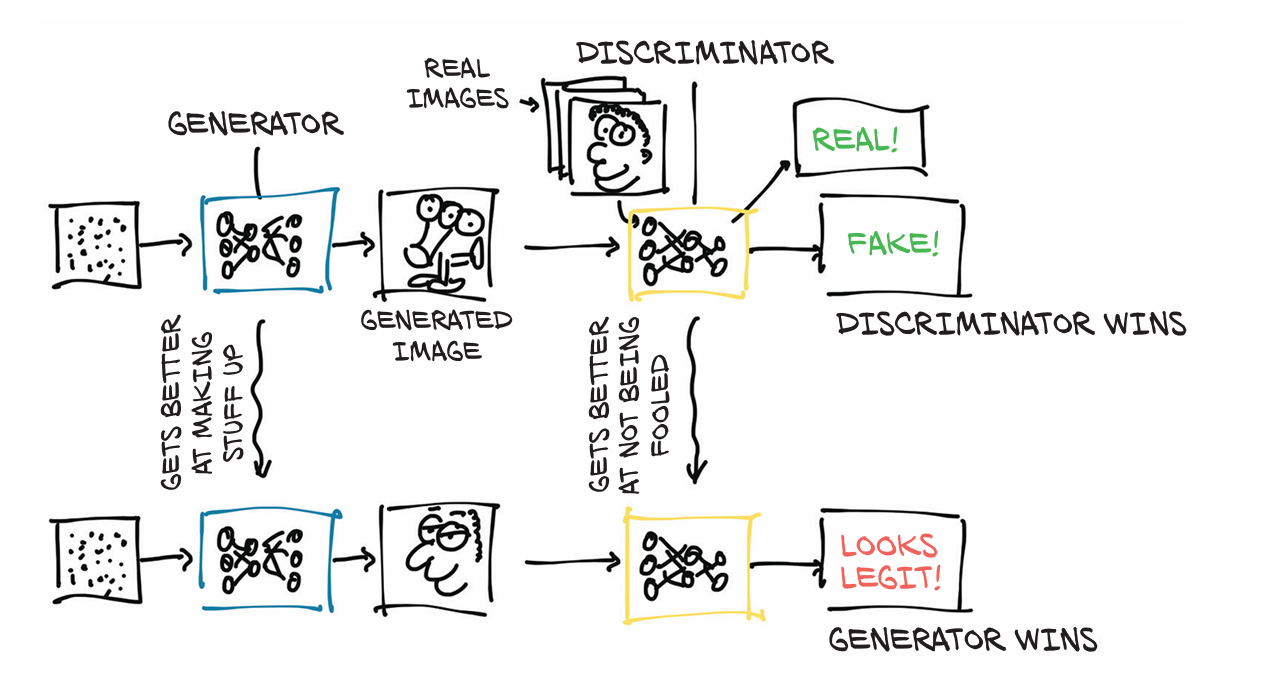 DISCRIMINATOR
REAL
IMAGES
GENERATOR
REAL!
FAKE!
GENERATED
IMAGE
DISCRIMINATOR WINS
GETS BETTER
AT MAKING
STUFF UP
GETS BETTER
AT NOT BEING
FOOLED
LOOKS
LEGIT!
GENERATOR WINS